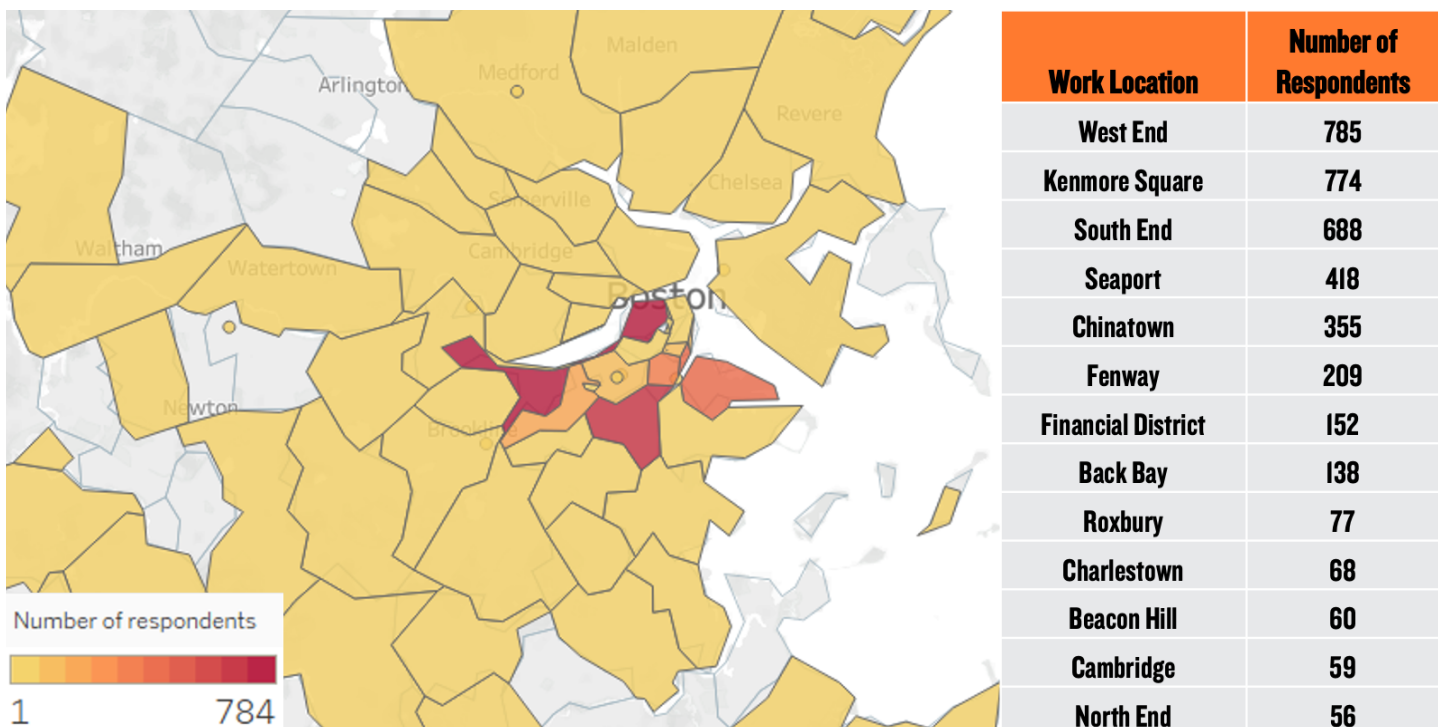 Malden
Medford
Arlington
Revere
Chelsea
Somerville
Waltham
Cambridge
Watertown
Boston
Newton
Brookline
Number of respondents
1 784
Work Location Number of Respondents
West End 785
Kenmore Square 774
South End 688
Seaport 418
Chinatown 355
Fenway 209
Financial District 152
Back Bay 138
Roxbury 77
Charlestown 68
Beacon Hill 60
Cambridge 59
North End 56